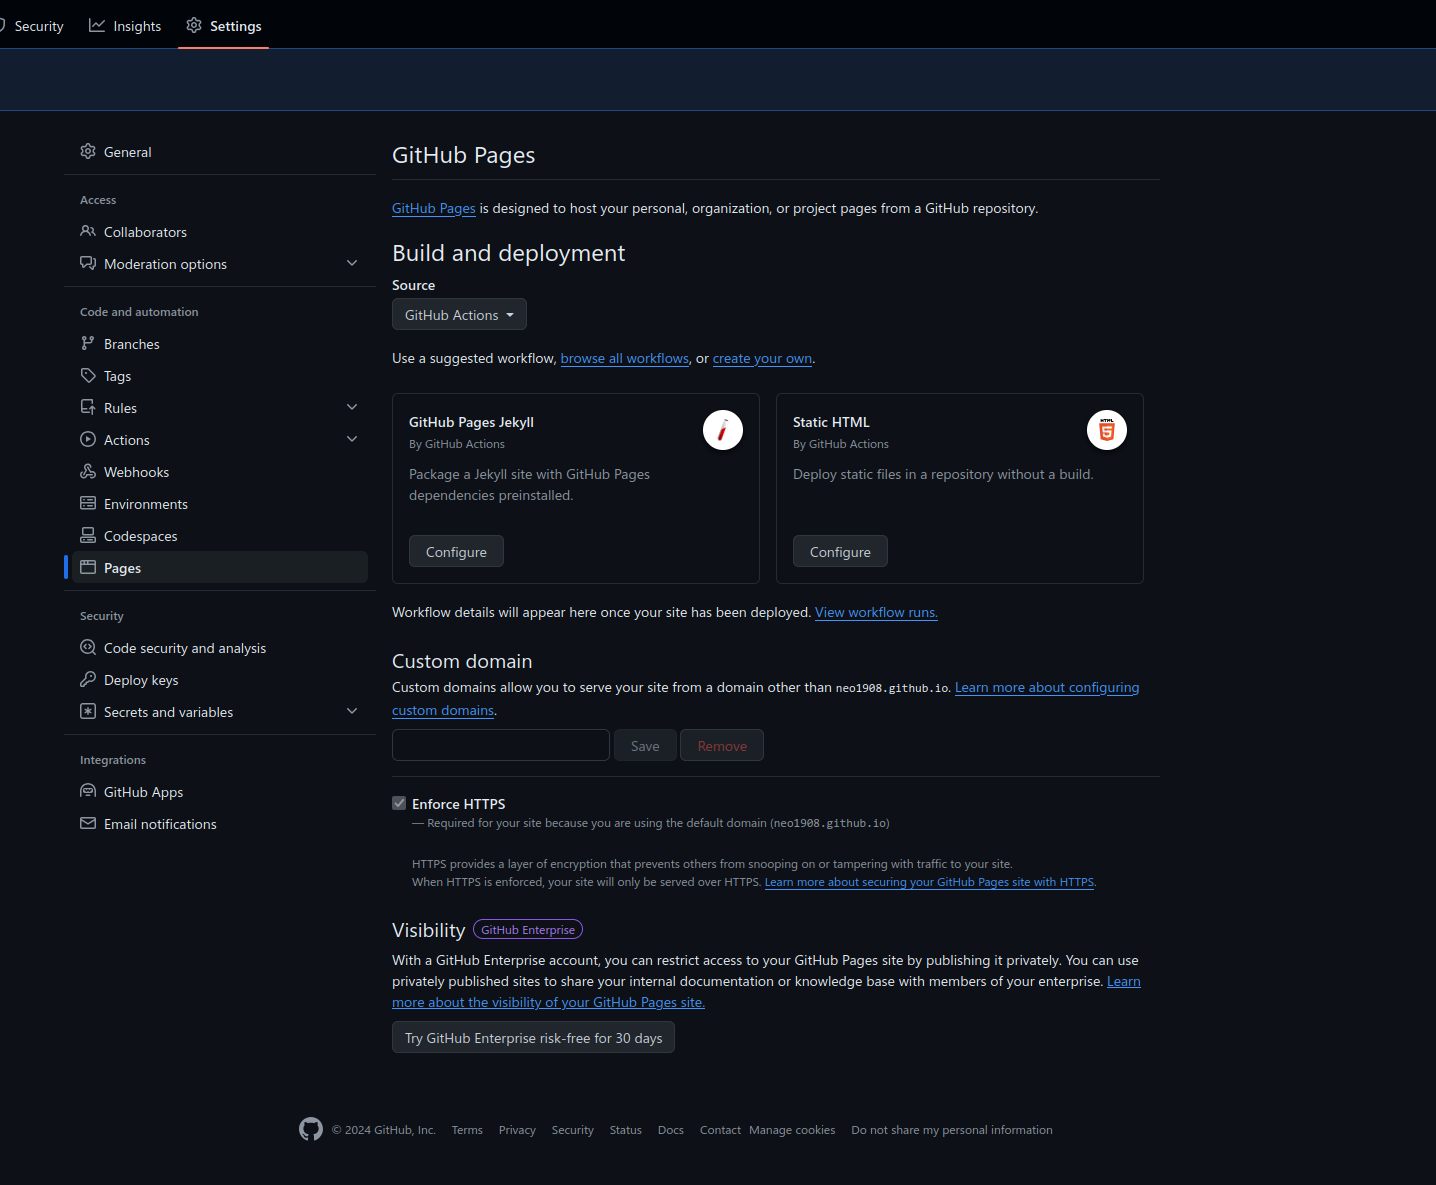 Security Insights Settings
General
Access
Collaborators
Moderation options
Code and automation
Branches
Tags
Rules
Actions
Webhooks
Environments
Codespaces
Pages
Security
Code security and analysis
Deploy keys
Secrets and variables
Integrations
GitHub Apps
Email notifications
GitHub Pages
GitHub Pages is designed to host your personal, organization, or project pages from a GitHub repository.
Build and deployment
Source
GitHub Actions
Use a suggested workflow, browse all workflows, or create your own.
GitHub Pages Jekyll
By GitHub Actions
Package a Jekyll site with GitHub Pages
dependencies preinstalled.
Configure
Static HTML
By GitHub Actions
Deploy static files in a repository without a build.
Configure
HTML
5
Workflow details will appear here once your site has been deployed. View workflow runs.
Custom domain
Custom domains allow you to serve your site from a domain other than neo1908.github.io. Learn more about configuring
custom domains.
Save Remove
Enforce HTTPS
— Required for your site because you are using the default domain (neo1908.github.io)
HTTPS provides a layer of encryption that prevents others from snooping on or tampering with traffic to your site.
When HTTPS is enforced, your site will only be served over HTTPS. Learn more about securing your GitHub Pages site with HTTPS.
Visibility GitHub Enterprise
With a GitHub Enterprise account, you can restrict access to your GitHub Pages site by publishing it privately. You can use
privately published sites to share your internal documentation or knowledge base with members of your enterprise. Learn
more about the visibility of your GitHub Pages site.
Try GitHub Enterprise risk-free for 30 days
© 2024 GitHub, Inc. Terms Privacy Security Status Docs Contact Manage cookies Do not share my personal information